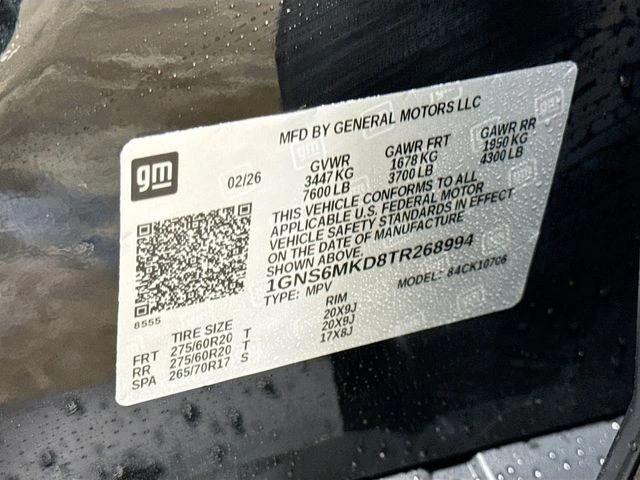 MFD BY GENERAL MOTORS LLC
gm
02/26
GVWR GAWR FRT GAWR RR
3447 KG 1678 KG 1950 KG
7600 LB 3700 LB 4300 LB
THIS VEHICLE CONFORMS TO ALL
APPLICABLE U.S. FEDERAL MOTOR
VEHICLE SAFETY STANDARDS IN EFFECT
ON THE DATE OF MANUFACTURE
SHOWN ABOVE.
1GNS6MKD8TR268994
TYPE: MPV MODEL: 84CK10706
8555
TIRE SIZE RIM
FRT 275/60R20 T 20X9J
RR 275/60R20 T 20X9J
SPA 265/70R17 S 17X8J